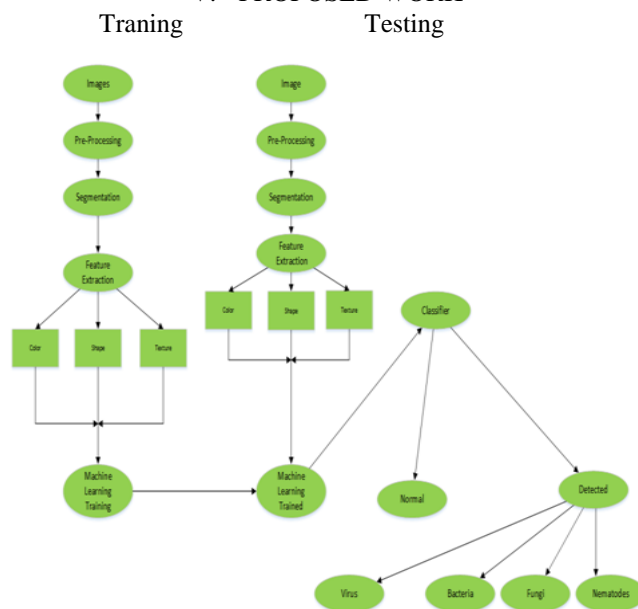 Traning
Testing
Images
Pre-Processing
Segmentation
Feature
Extraction
Color
Shape
Texture
Machine
Learning
Training
Image
Pre-Processing
Segmentation
Feature
Extraction
Color
Shape
Texture
Machine
Learning
Trained
Classifier
Normal
Detected
Virus
Bacteria
Fungi
Nematodes